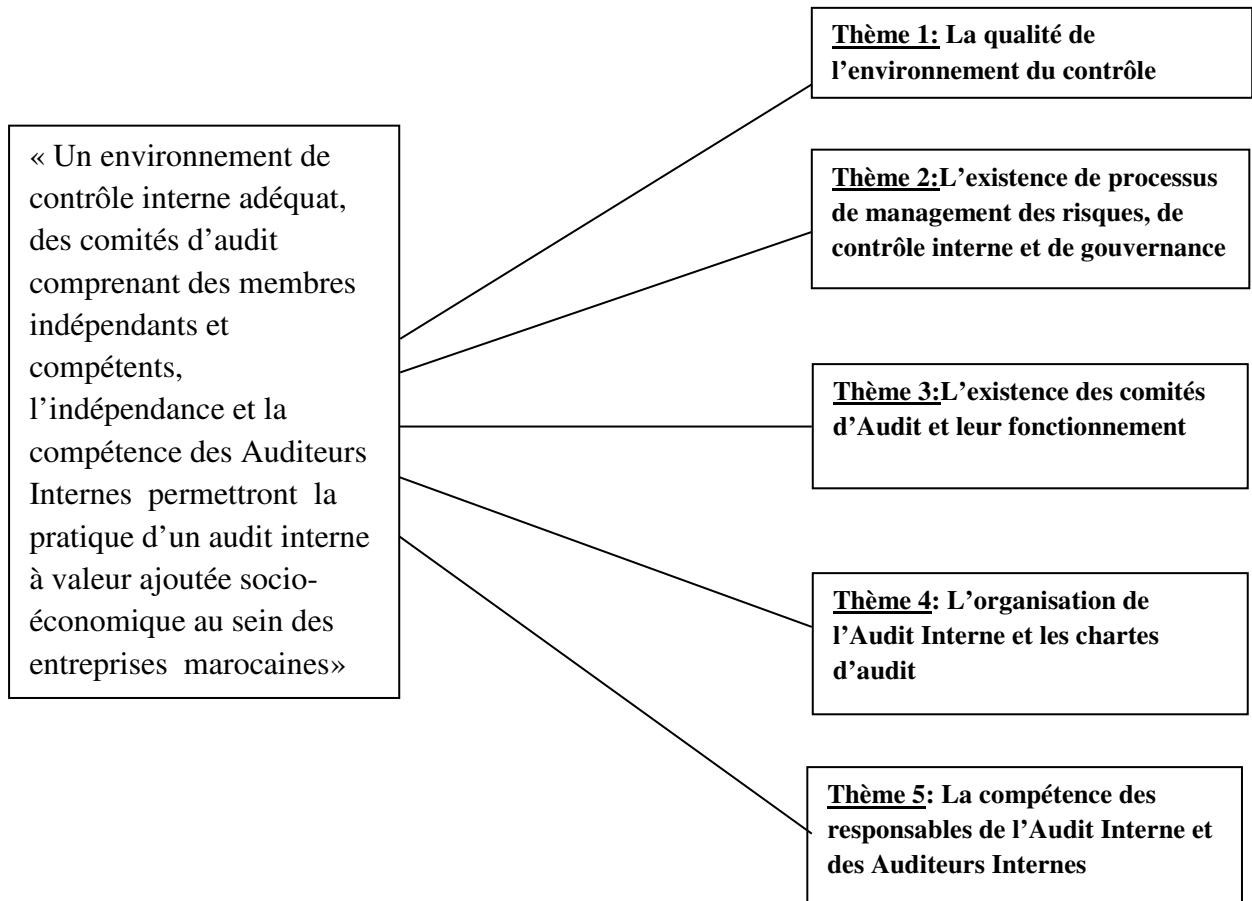 « Un environnement de
contrôle interne adéquat,
des comités d’audit
comprenant des membres
indépendants et
compétents,
l’indépendance et la
compétence des Auditeurs
Internes permettront la
pratique d’un audit interne
à valeur ajoutée socio-
économique au sein des
entreprises marocaines»
Thème 1: La qualité de
l’environnement du contrôle
Thème 2:L’existence de processus
de management des risques, de
contrôle interne et de gouvernance
Thème 3:L’existence des comités
d’Audit et leur fonctionnement
Thème 4: L’organisation de
l’Audit Interne et les chartes
d’audit
Thème 5: La compétence des
responsables de l’Audit Interne et
des Auditeurs Internes